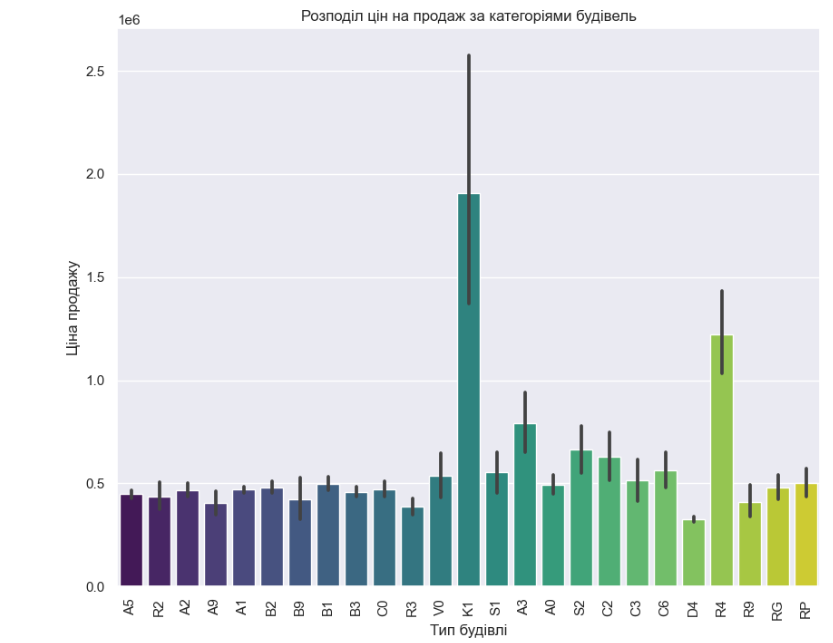 Розподіл цін на продаж за категоріями будівель
1e6
2.5
2.0
1.5
1.0
0.5
0.0
Ціна продажу
A5 R2 A2 A9 A1 B2 B9 B1 B3 C0 R3 V0 K1 S1 A3 A0 S2 C2 C3 C6 D4 R4 R9 RG RP
Тип будівлі